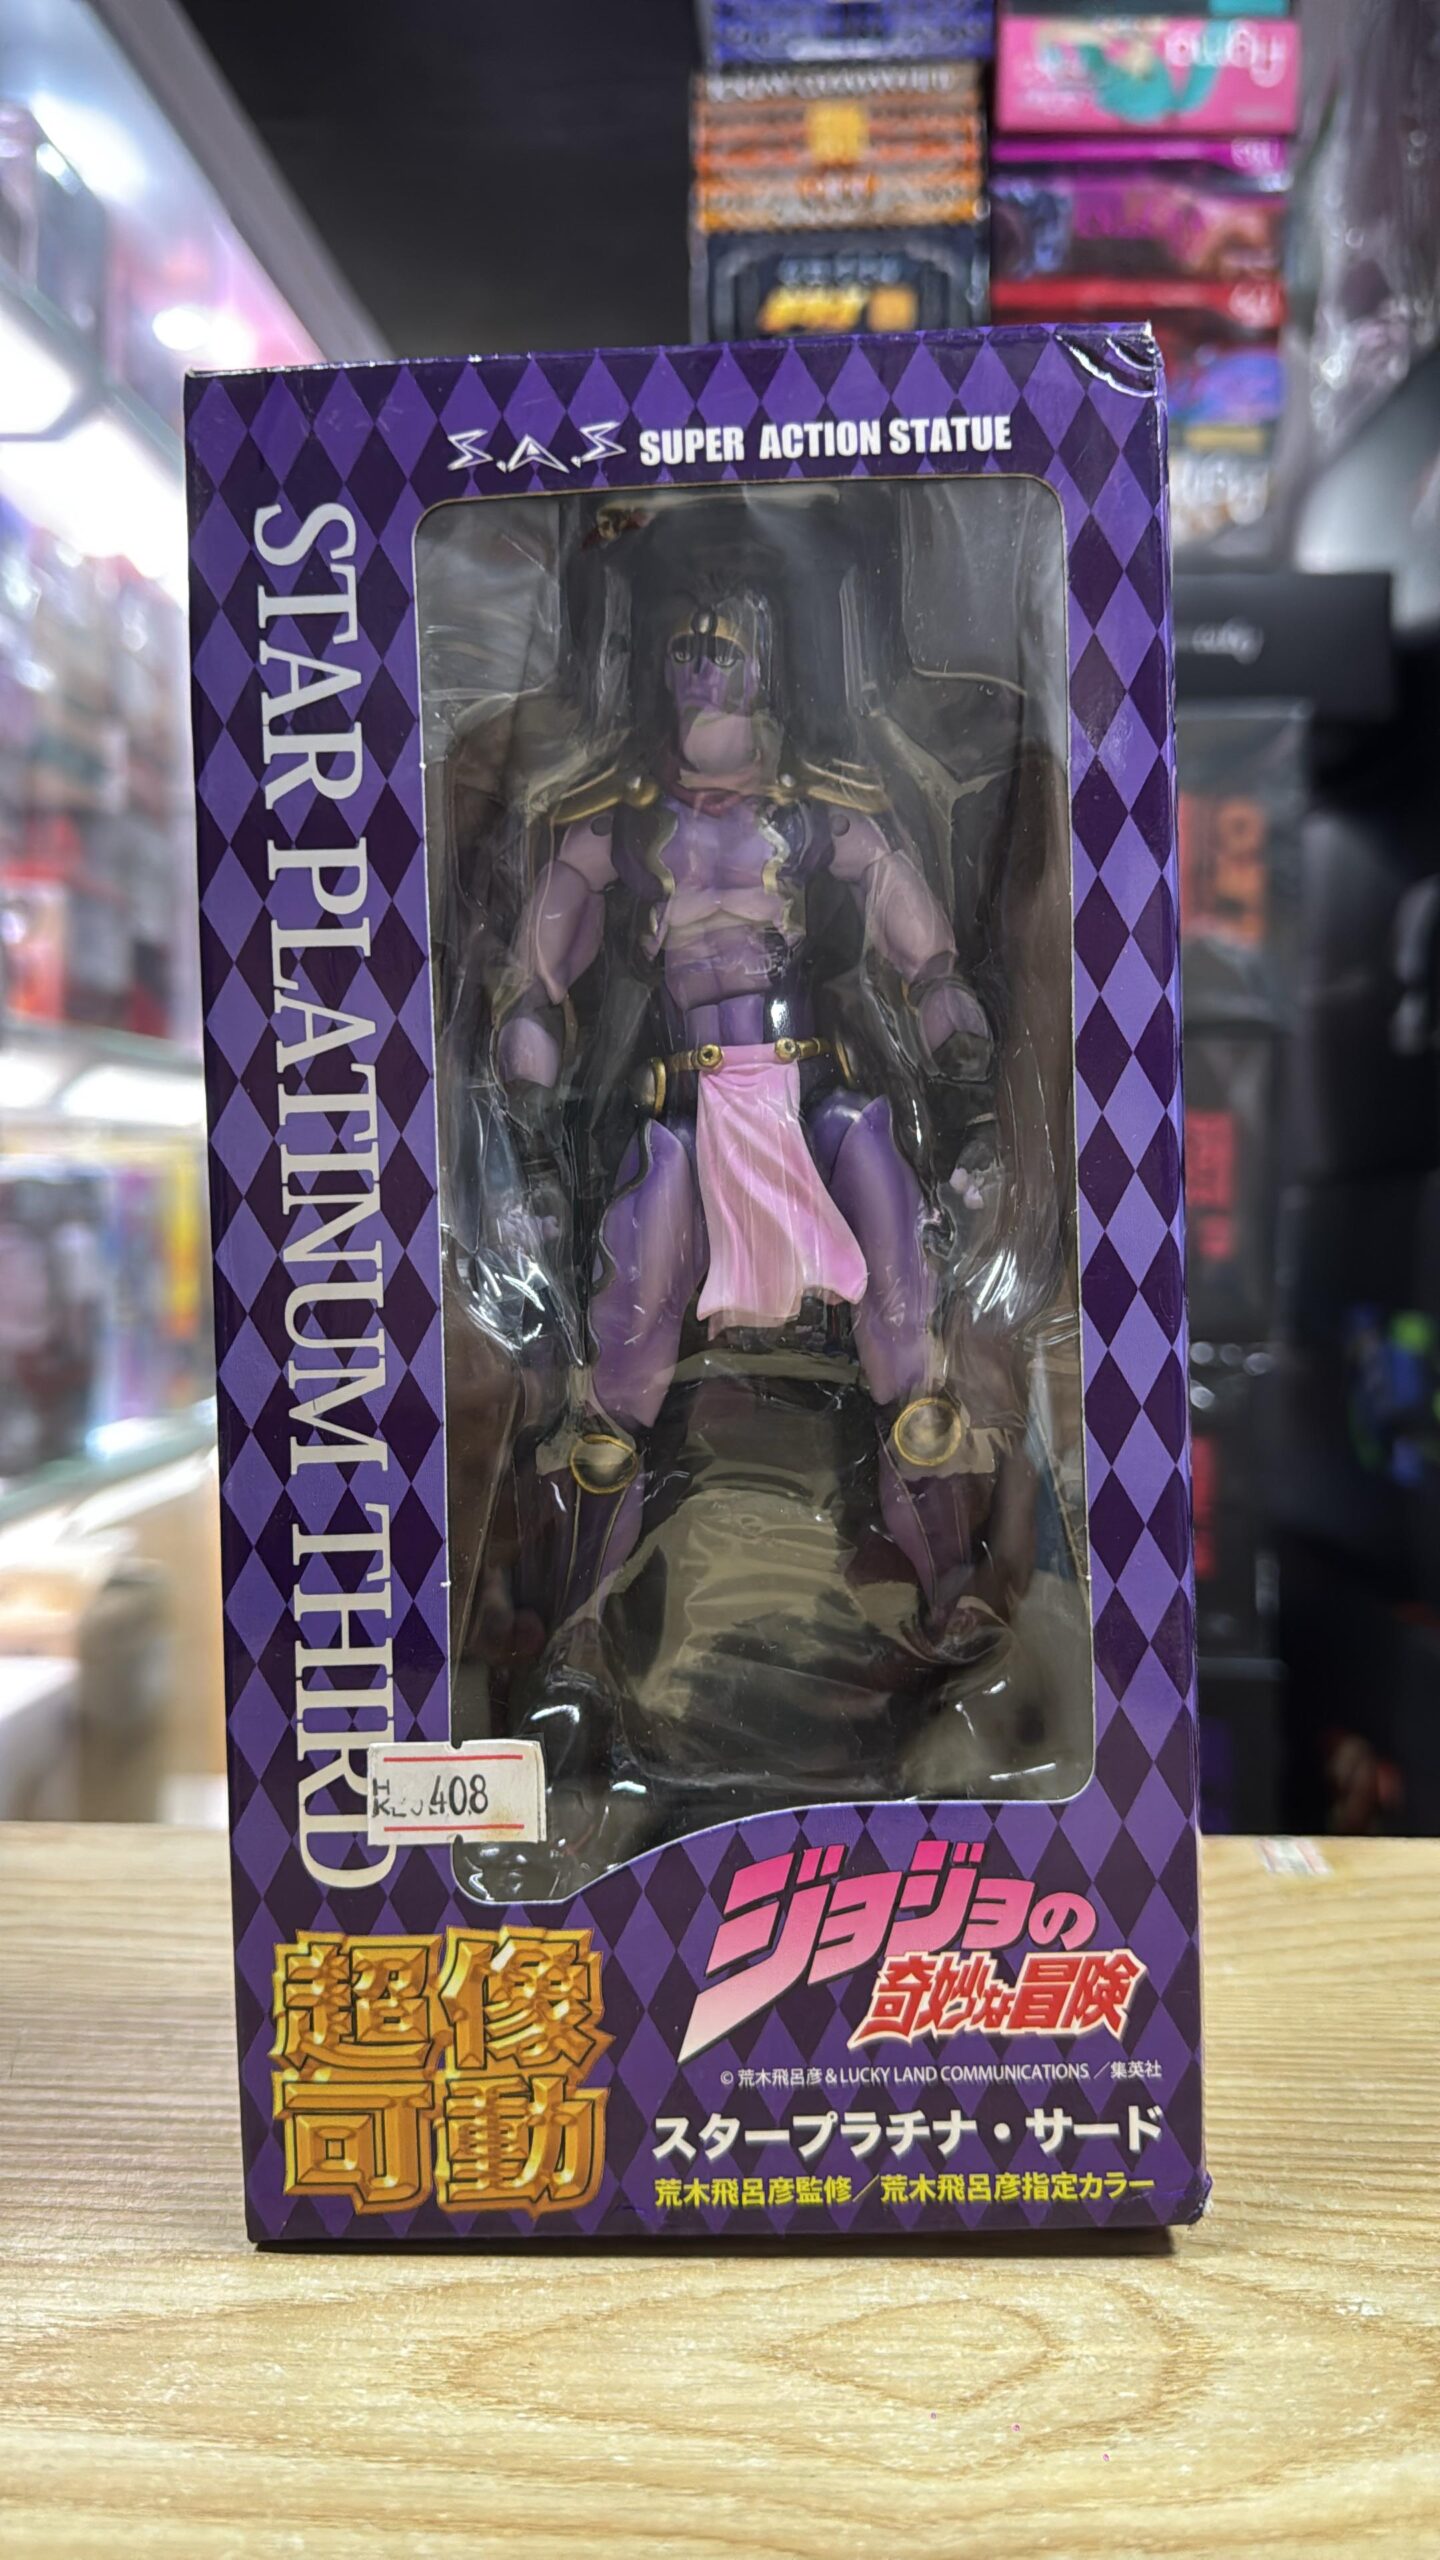 figma
S.A.S SUPER ACTION STATUE
STAR PLATINUM THIRD
408
超像
可動
ジョジョの
奇妙な冒険
© 荒木飛呂彦&LUCKY LAND COMMUNICATIONS／集英社
スタープラチナ・サード
荒木飛呂彦監修／荒木飛呂彦指定カラー